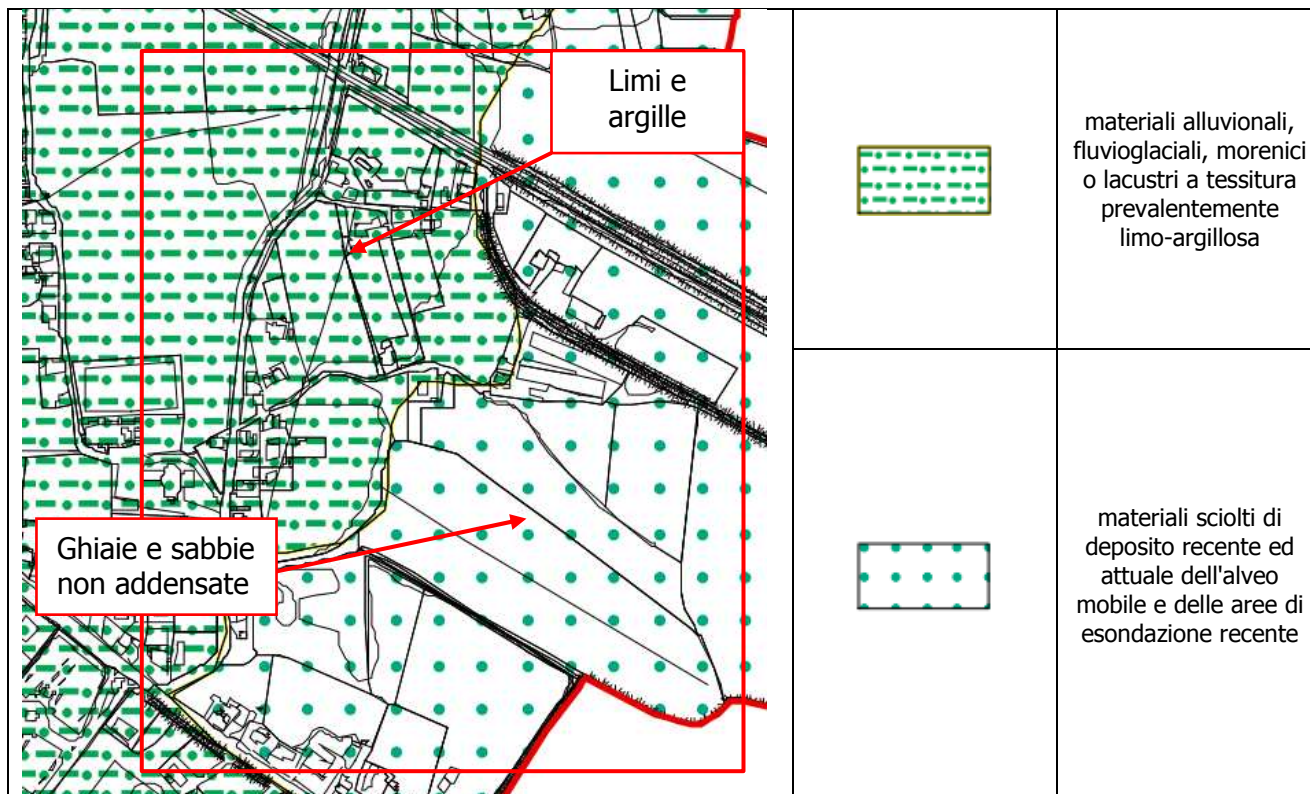 Limi e
argille
Ghiaie e sabbie
non addensate
materiali alluvionali,
fluvioglaciali, morenici
o lacustri a tessitura
prevalentemente
limo-argillosa
materiali sciolti di
deposito recente ed
attuale dell'alveo
mobile e delle aree di
esondazione recente